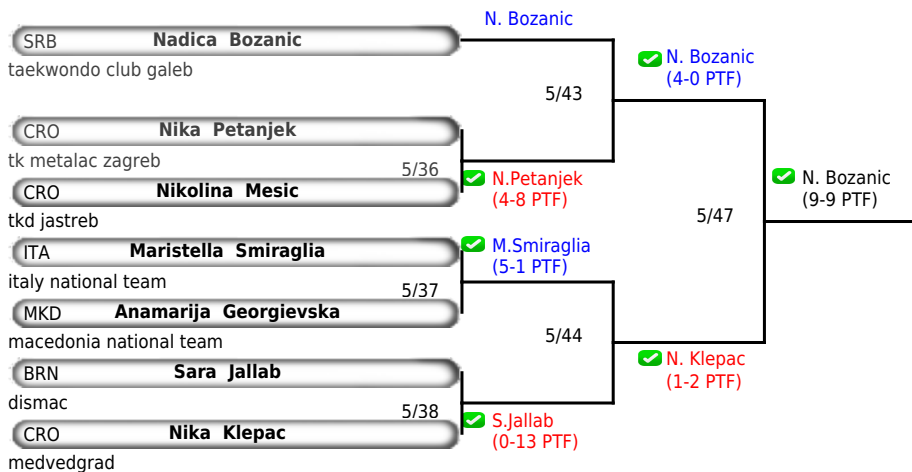 N. Bozanic
SRB Nadica Bozanic
taekwondo club galeb
N. Bozanic
(4-0 PTF)
5/43
CRO Nika Petanjek
tk metalac zagreb
5/36
CRO Nikolina Mesic
N.Petanjek
(4-8 PTF)
N. Bozanic
(9-9 PTF)
tkd jastreb
5/47
ITA Maristella Smiraglia
M.Smiraglia
(5-1 PTF)
italy national team
5/37
MKD Anamarija Georgievska
macedonia national team
5/44
BRN Sara Jallab
N. Klepac
(1-2 PTF)
dismac
5/38
CRO Nika Klepac
S.Jallab
(0-13 PTF)
medvedgrad